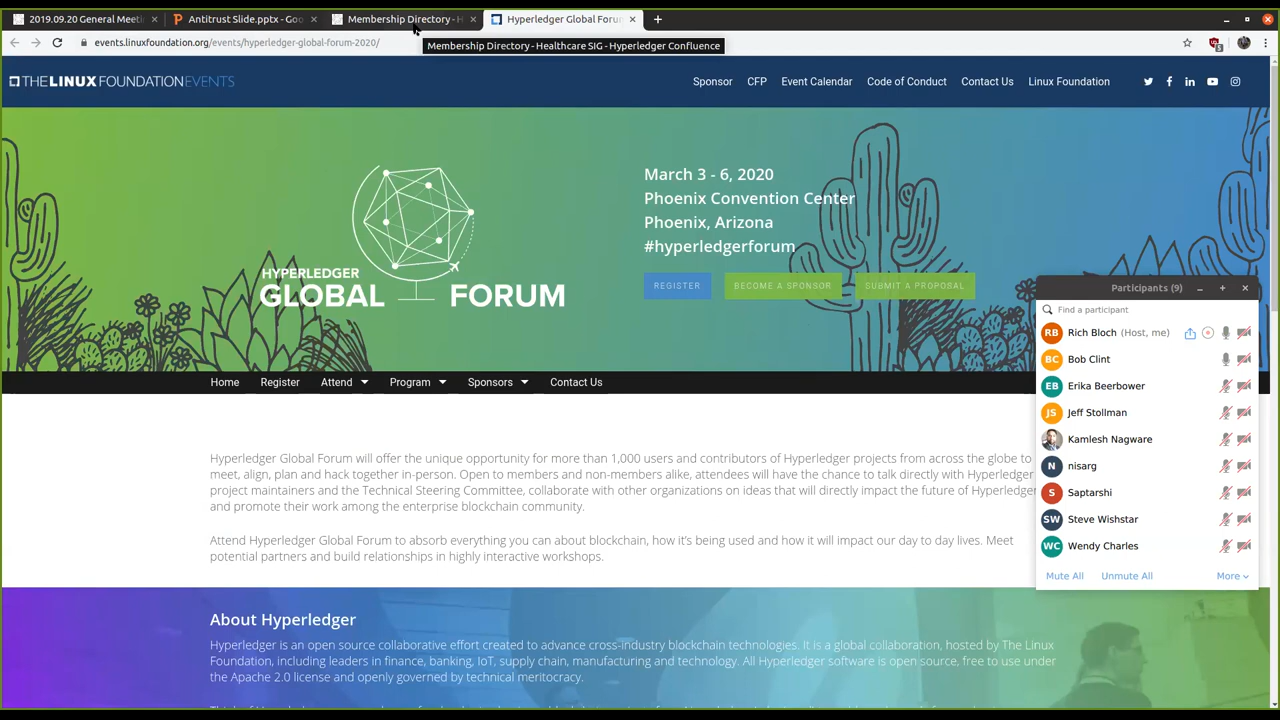 2019.09.20 General Meeti
Antitrust Slide.pptx - Goo
Membership Directory - H
Hyperledger Global Forum
events.linuxfoundation.org/events/hyperledger-global-forum-2020/
Membership Directory - Healthcare SIG - Hyperledger Confluence
5
THE LINUX FOUNDATION EVENTS
Sponsor CFP Event Calendar Code of Conduct Contact Us Linux Foundation
HYPERLEDGER
GLOBAL FORUM
March 3 - 6, 2020
Phoenix Convention Center
Phoenix, Arizona
#hyperledgerforum
REGISTER BECOME A SPONSOR SUBMIT A PROPOSAL
Home Register Attend Program Sponsors Contact Us
Hyperledger Global Forum will offer the unique opportunity for more than 1,000 users and contributors of Hyperledger projects from across the globe to
meet, align, plan and hack together in-person. Open to members and non-members alike, attendees will have the chance to talk directly with Hyperledger
project maintainers and the Technical Steering Committee, collaborate with other organizations on ideas that will directly impact the future of Hyperledger
and promote their work among the enterprise blockchain community.
Attend Hyperledger Global Forum to absorb everything you can about blockchain, how it's being used and how it will impact our day to day lives. Meet
potential partners and build relationships in highly interactive workshops.
About Hyperledger
Hyperledger is an open source collaborative effort created to advance cross-industry blockchain technologies. It is a global collaboration, hosted by The Linux
Foundation, including leaders in finance, banking, IoT, supply chain, manufacturing and technology. All Hyperledger software is open source, free to use under
the Apache 2.0 license and openly governed by technical meritocracy.
Participants (9)
Find a participant
RB Rich Bloch (Host, me)
BC Bob Clint
EB Erika Beerbower
JS Jeff Stollman
Kamlesh Nagware
N nisarg
S Saptarshi
SW Steve Wishstar
WC Wendy Charles
Mute All Unmute All More